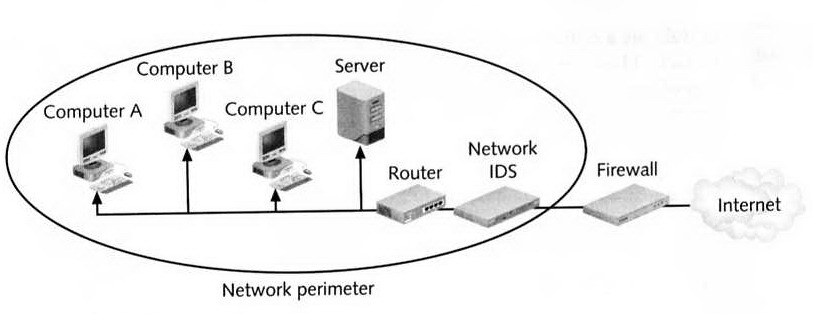 Computer B
Server
Computer A
Computer C
Network
IDS
Router
Firewall
Internet
Network perimeter